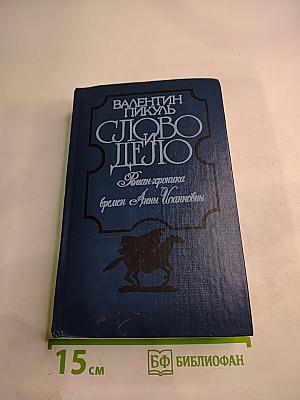 ВАЛЕНТИН
ПИКУЛЬ
СЛОВО
И
ДЕЛО
Роман-хроника
времен Анны Иоанновны
15 см
БФ БИБЛИОФАН